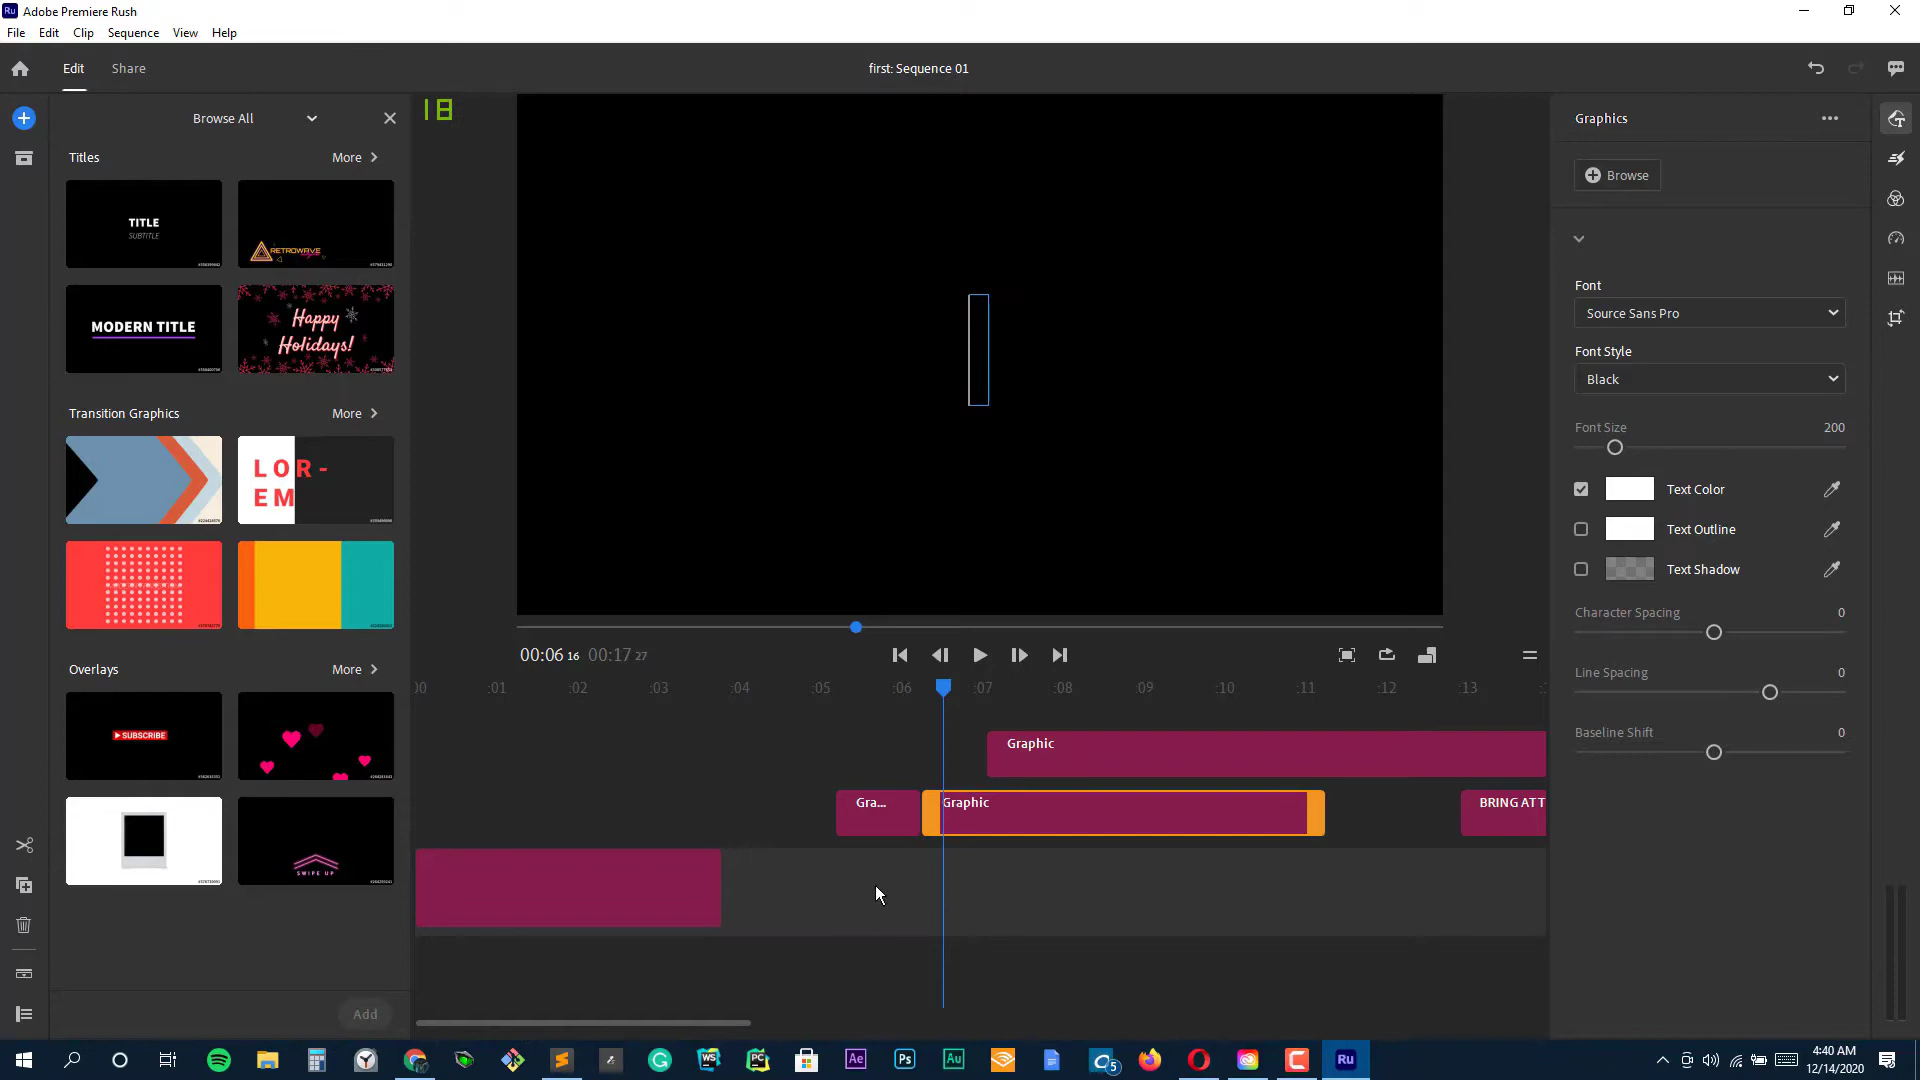 Ru Adobe Premiere Rush
File Edit Clip Sequence View Help
Edit Share first: Sequence 01
Browse All
18
Graphics
Titles More
Browse
TITLE
SUBTITLE
RETROWAVE
MODERN TITLE
Happy
Holidays!
Font
Source Sans Pro
Font Style
Black
Transition Graphics More
Font Size 200
LOR-
EM
Text Color
Text Outline
Text Shadow
Character Spacing 0
Line Spacing 0
Baseline Shift 0
Overlays More
SUBSCRIBE
SWIPE UP
Add
00:06 16 00:17 27
00 :01 :02 :03 :04 :05 :06 :07 :08 :09 :10 :11 :12 :13
Graphic
Gra... Graphic BRING ATT
WS PC Ae Ps Au 5 Ru
4:40 AM
12/14/2020